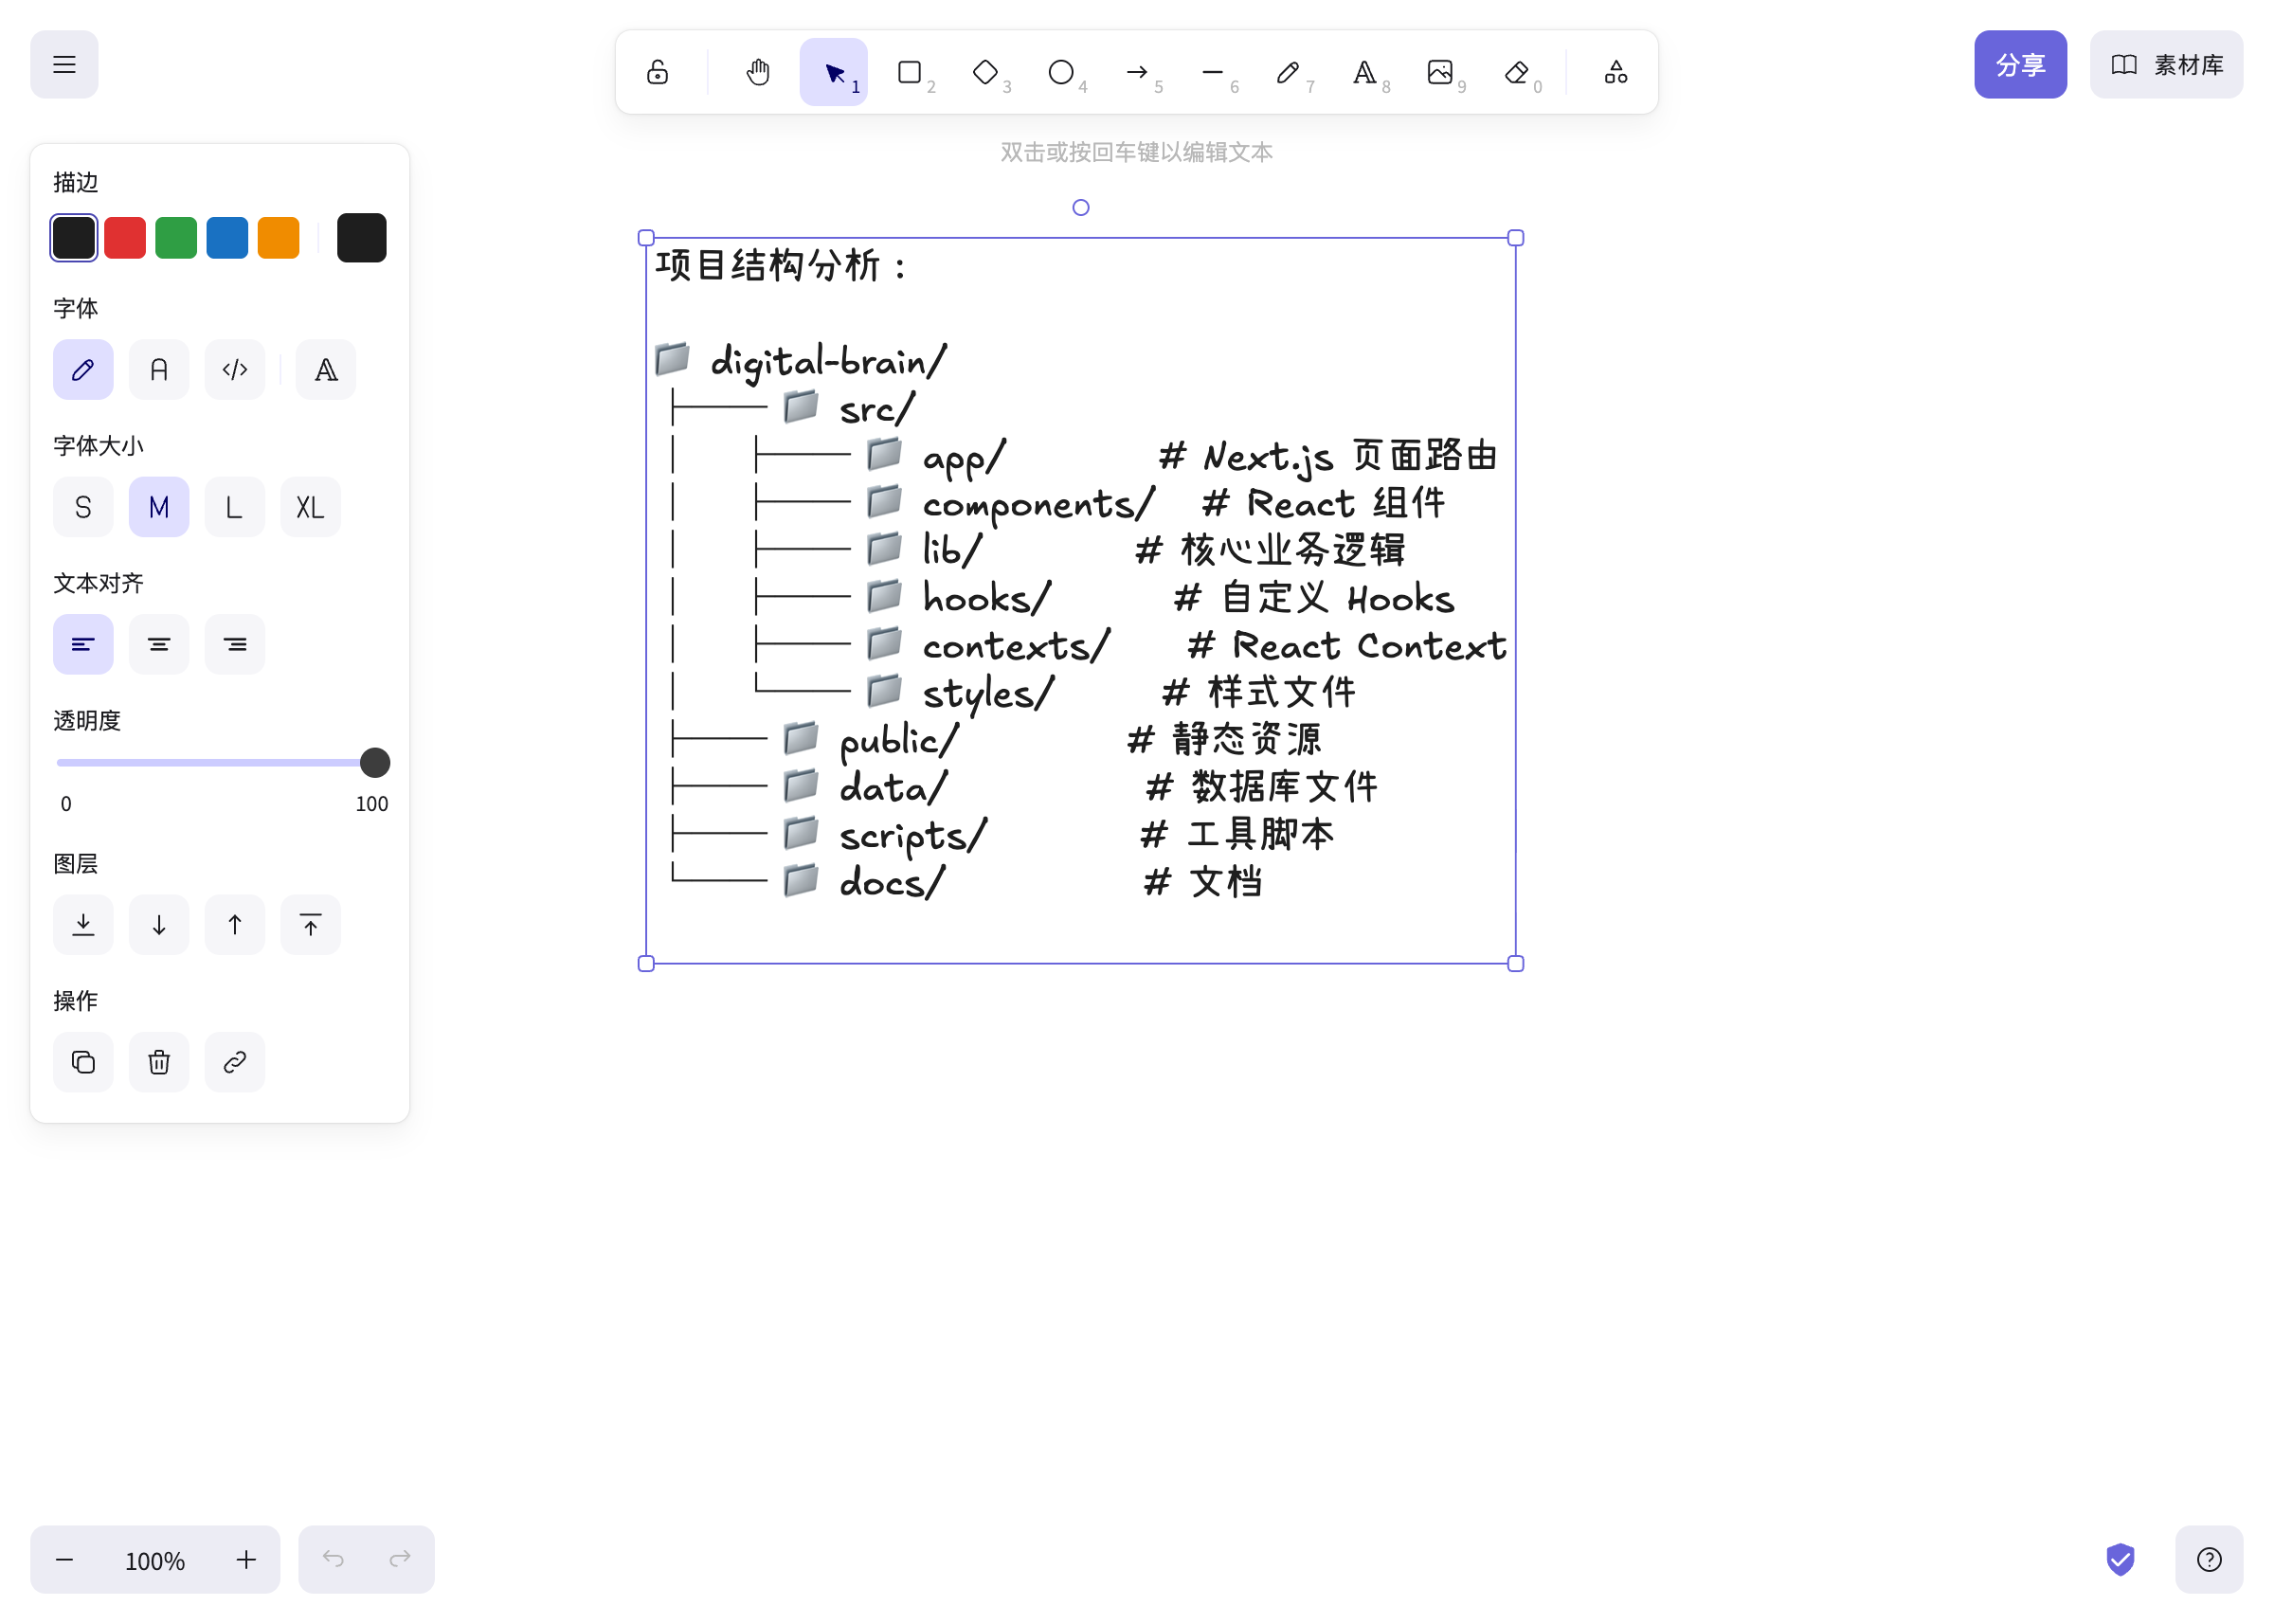 1
2
3
4
5
6
7
8
9
0
分享
素材库
双击或按回车键以编辑文本
描边
字体
字体大小
S
M
L
XL
文本对齐
透明度
0
100
图层
操作
项目结构分析：
📁 digital-brain/
├── 📁 src/
│   ├── 📁 app/ # Next.js 页面路由
│   ├── 📁 components/ # React 组件
│   ├── 📁 lib/ # 核心业务逻辑
│   ├── 📁 hooks/ # 自定义 Hooks
│   ├── 📁 contexts/ # React Context
│   └── 📁 styles/ # 样式文件
├── 📁 public/ # 静态资源
├── 📁 data/ # 数据库文件
├── 📁 scripts/ # 工具脚本
└── 📁 docs/ # 文档
100%